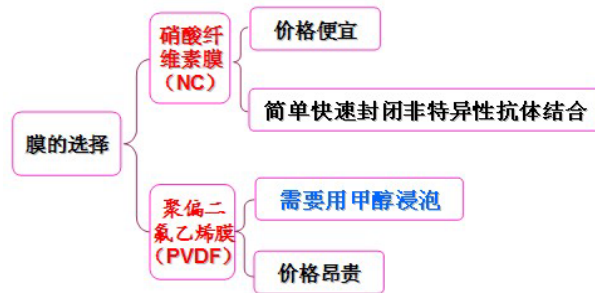 膜的选择
硝酸纤
维素膜
（NC）
价格便宜
简单快速封闭非特异性抗体结合
聚偏二
氟乙烯膜
（PVDF）
需要用甲醇浸泡
价格昂贵